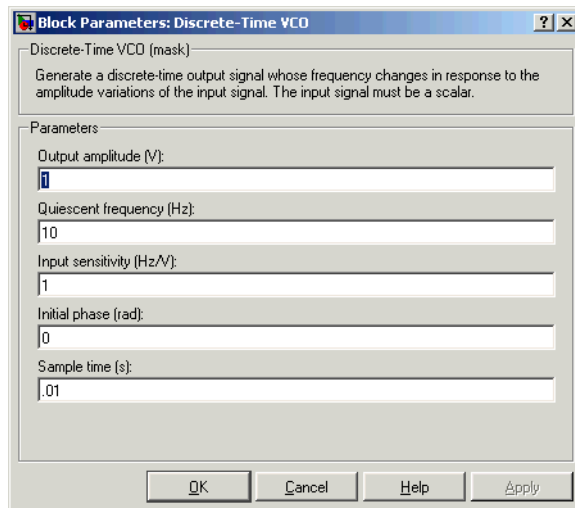 Block Parameters: Discrete-Time VCO
Discrete-Time VCO (mask)
Generate a discrete-time output signal whose frequency changes in response to the
amplitude variations of the input signal. The input signal must be a scalar.
Parameters
Output amplitude (V):
1
Quiescent frequency (Hz):
10
Input sensitivity (Hz/V):
1
Initial phase (rad):
0
Sample time (s):
.01
OK Cancel Help Apply